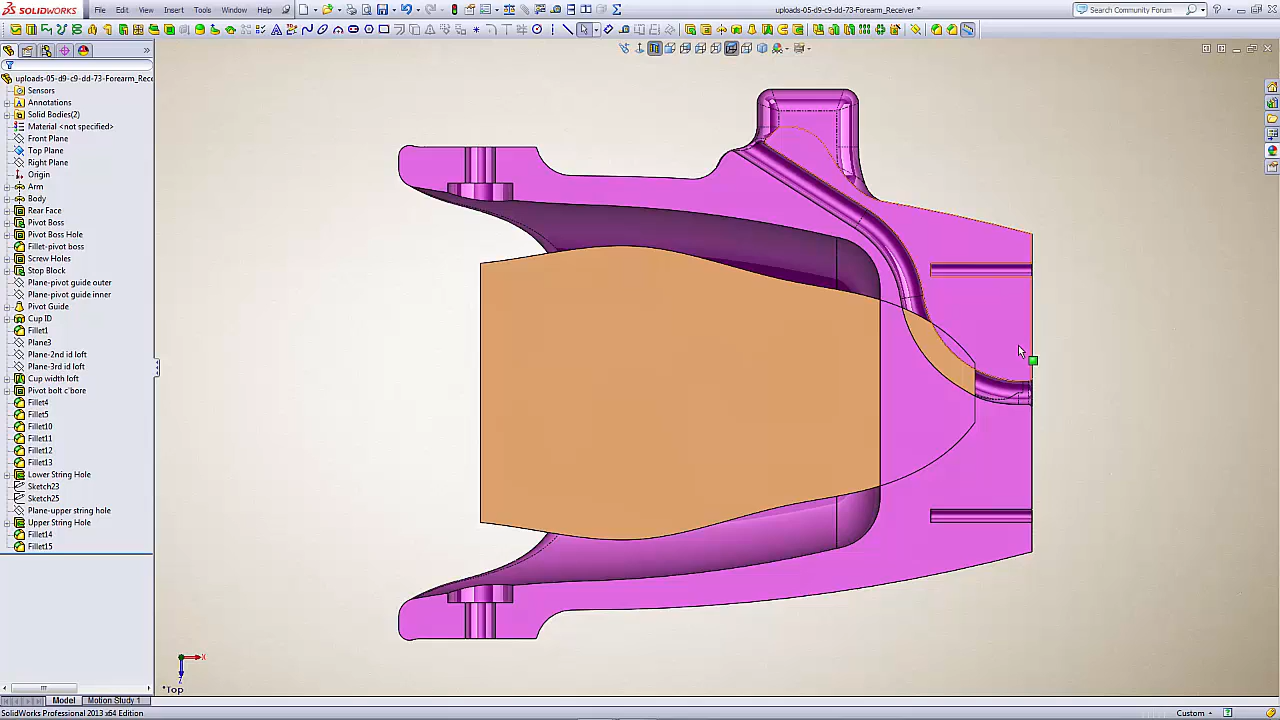 SOLIDWORKS
File
Edit
View
Insert
Tools
Window
Help
uploads-05-d9-c9-dd-73-Forearm_Receiver *
Search Community Forum
uploads-05-d9-c9-dd-73-Forearm_Rece
Sensors
Annotations
Solid Bodies(2)
Material <not specified>
Front Plane
Top Plane
Right Plane
Origin
Arm
Body
Rear Face
Pivot Boss
Pivot Boss Hole
Fillet-pivot boss
Screw Holes
Stop Block
Plane-pivot guide outer
Plane-pivot guide inner
Pivot Guide
Cup ID
Fillet1
Plane3
Plane-2nd id loft
Plane-3rd id loft
Cup width loft
Pivot bolt c'bore
Fillet4
Fillet5
Fillet10
Fillet11
Fillet12
Fillet13
Lower String Hole
Sketch23
Sketch25
Plane-upper string hole
Upper String Hole
Fillet14
Fillet15
X
Z
*Top
Model
Motion Study 1
SolidWorks Professional 2013 x64 Edition
Custom